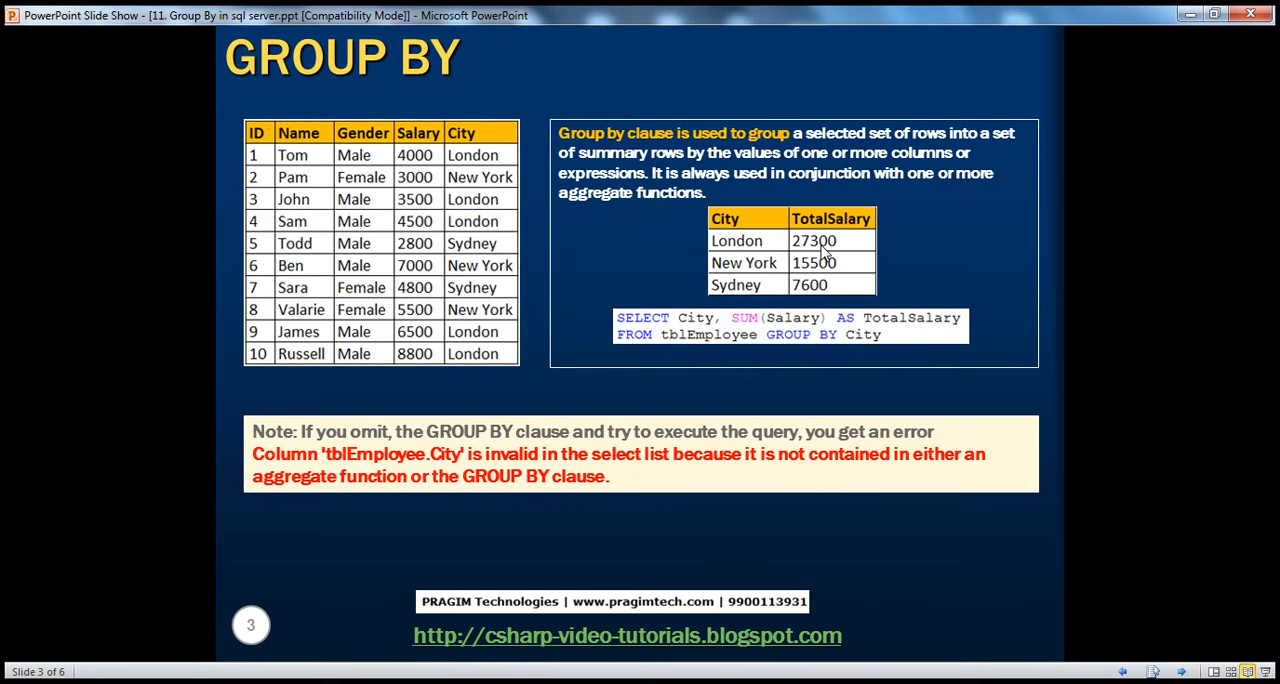 PowerPoint Slide Show - [11. Group By in sql server.ppt [Compatibility Mode]] - Microsoft PowerPoint
GROUP BY
ID Name Gender Salary City
1 Tom Male 4000 London
2 Pam Female 3000 New York
3 John Male 3500 London
4 Sam Male 4500 London
5 Todd Male 2800 Sydney
6 Ben Male 7000 New York
7 Sara Female 4800 Sydney
8 Valarie Female 5500 New York
9 James Male 6500 London
10 Russell Male 8800 London
Group by clause is used to group a selected set of rows into a set
of summary rows by the values of one or more columns or
expressions. It is always used in conjunction with one or more
aggregate functions.
City TotalSalary
London 27300
New York 15500
Sydney 7600
SELECT City, SUM(Salary) AS TotalSalary
FROM tblEmployee GROUP BY City
Note: If you omit, the GROUP BY clause and try to execute the query, you get an error
Column 'tblEmployee.City' is invalid in the select list because it is not contained in either an
aggregate function or the GROUP BY clause.
PRAGIM Technologies | www.pragimtech.com | 9900113931
3
http://csharp-video-tutorials.blogspot.com
Slide 3 of 6